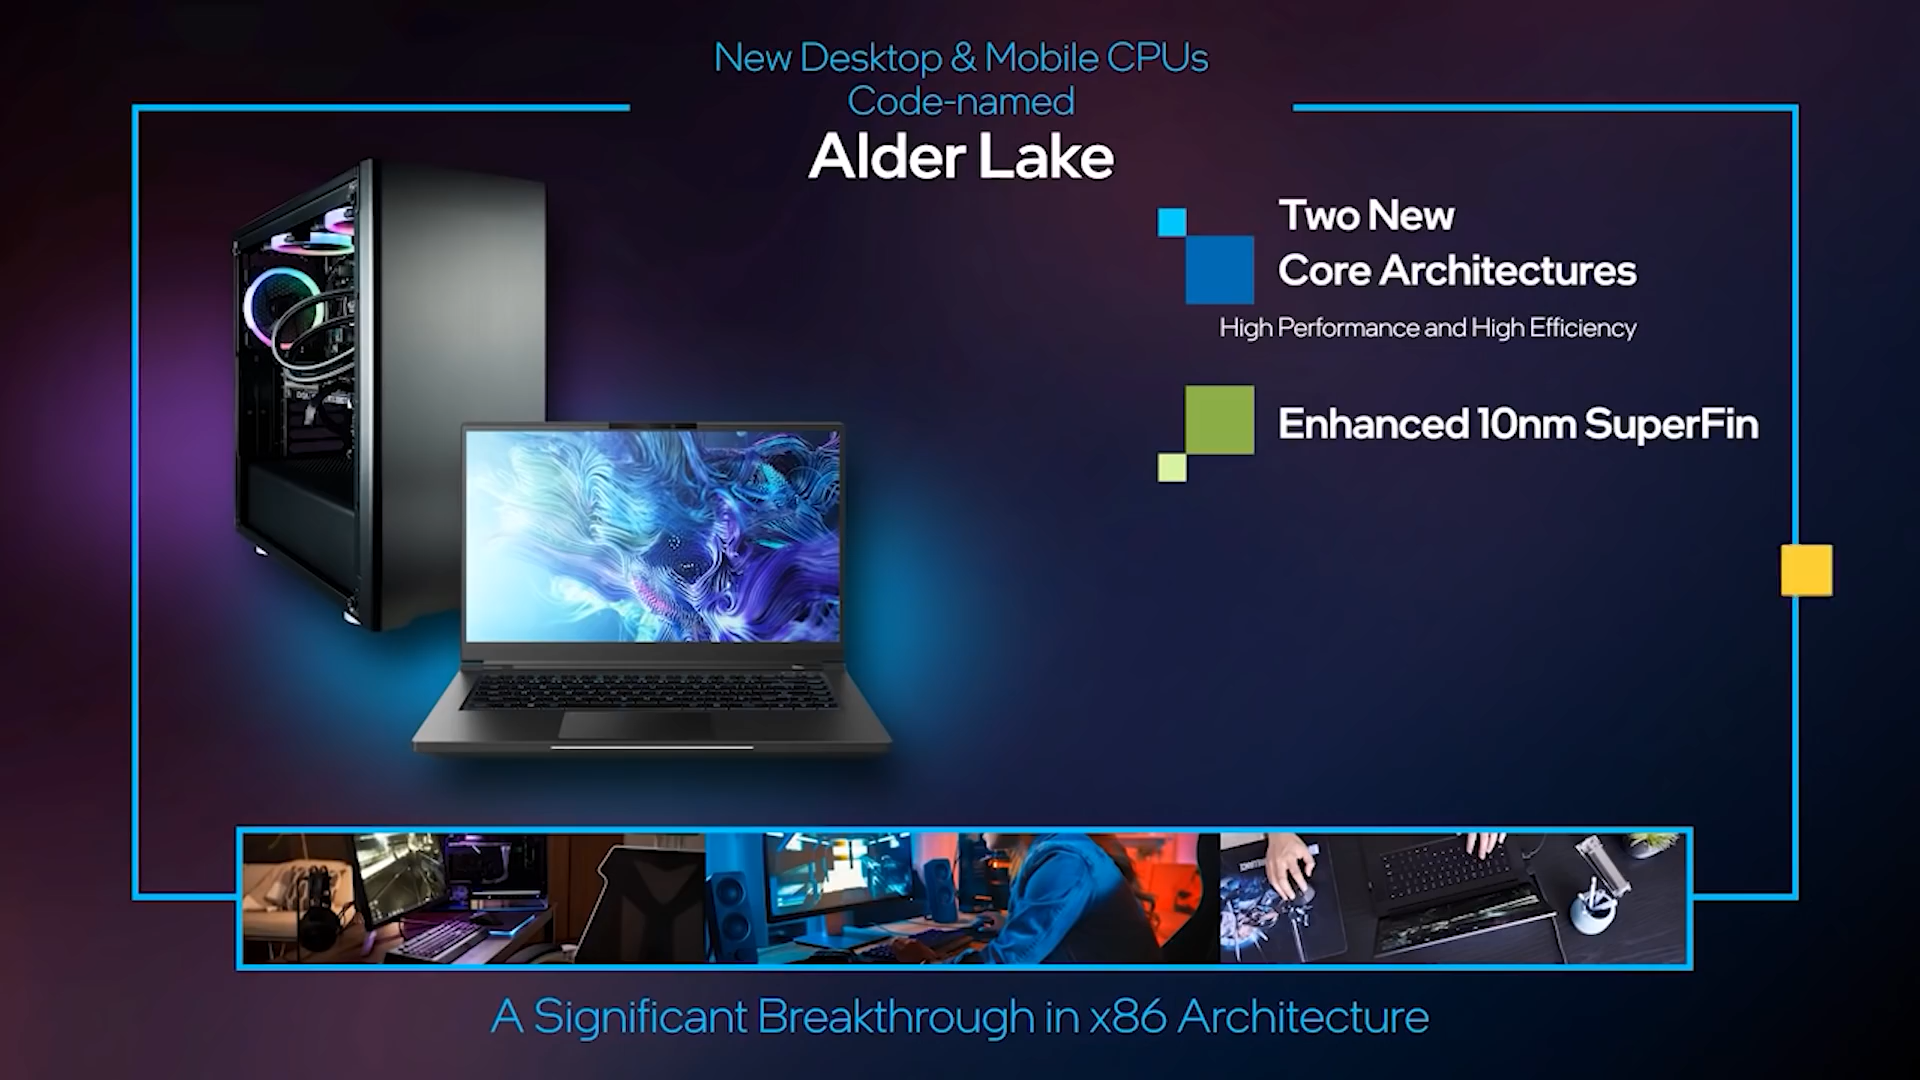 New Desktop & Mobile CPUs
Code-named
Alder Lake
Two New
Core Architectures
High Performance and High Efficiency
Enhanced 10nm SuperFin
A Significant Breakthrough in x86 Architecture